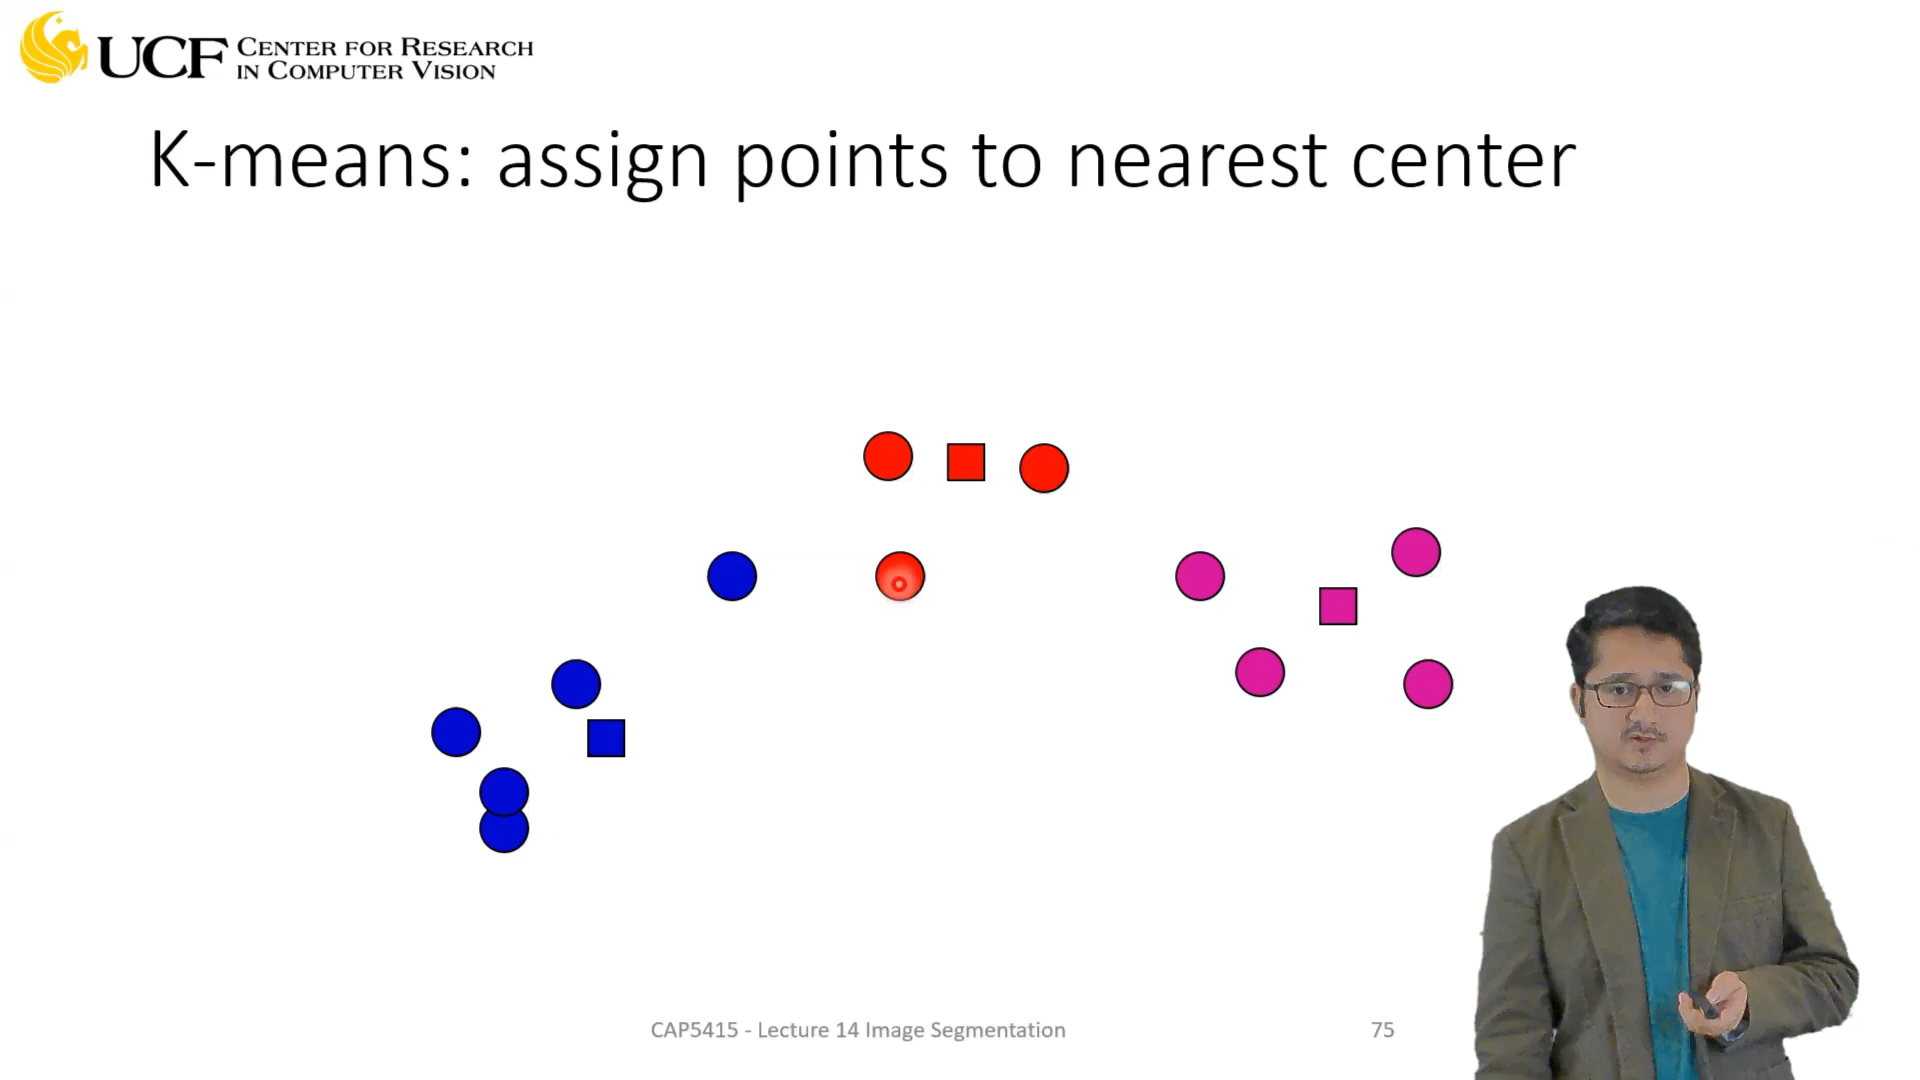 UCF CENTER FOR RESEARCH
IN COMPUTER VISION
K-means: assign points to nearest center
CAP5415 - Lecture 14 Image Segmentation
75